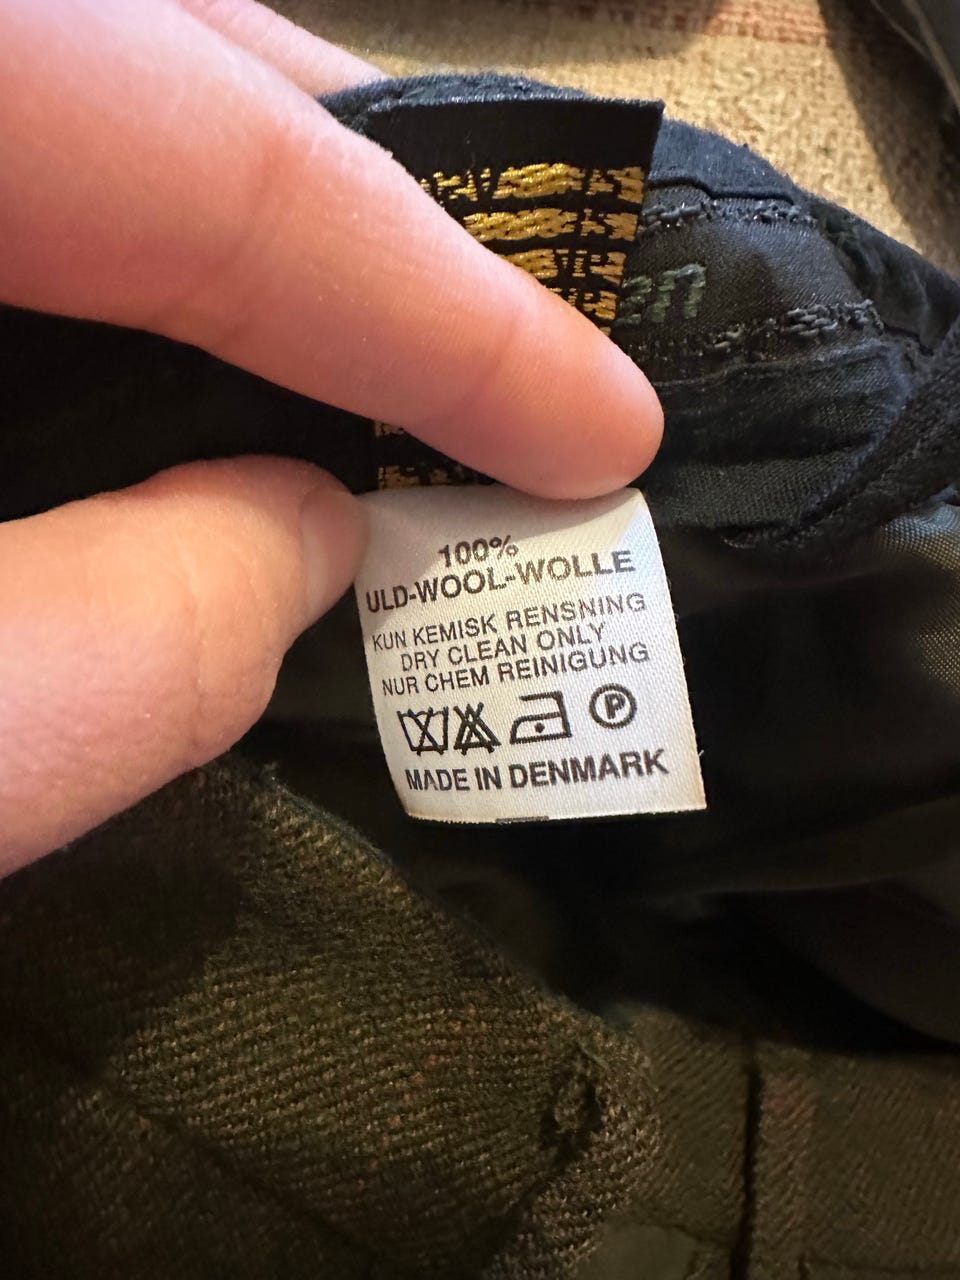 100%
ULD-WOOL-WOLLE
KUN KEMISK RENSNING
DRY CLEAN ONLY
NUR CHEM REINIGUNG
P
MADE IN DENMARK